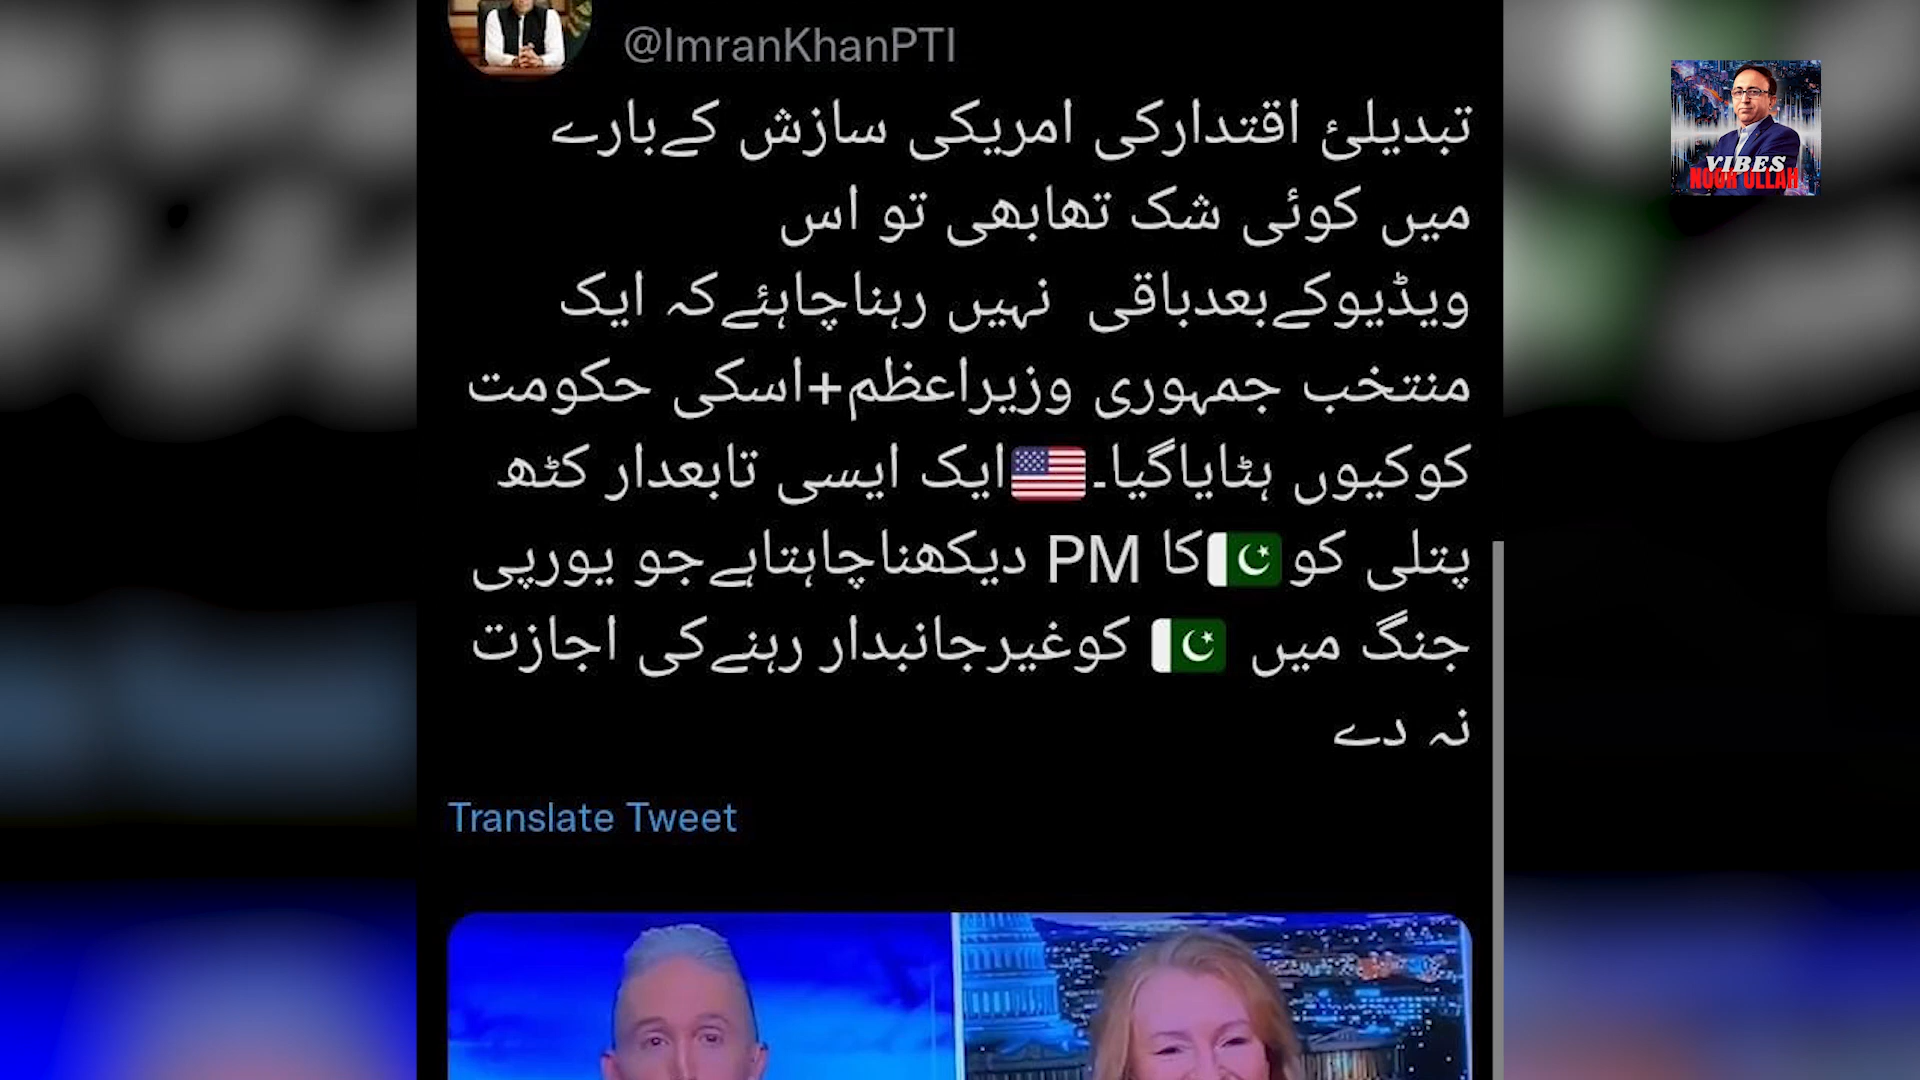 @ImranKhanPTI
تبدیلئ اقتدارکی امریکی سازش کےبارے
میں کوئی شک تھابھی تو اس
ویڈیوکےبعدباقی نہیں رہناچاہئےکہ ایک
منتخب جمہوری وزیراعظم+اسکی حکومت
کوکیوں ہٹایاگیا۔🇺🇸ایک ایسی تابعدار کٹھ
پتلی کو🇵🇰کا PM دیکھناچاہتاہےجو یورپی
جنگ میں 🇵🇰 کوغیرجانبدار رہنےکی اجازت
نہ دے
Translate Tweet
VIBES
NOOR ULLAH